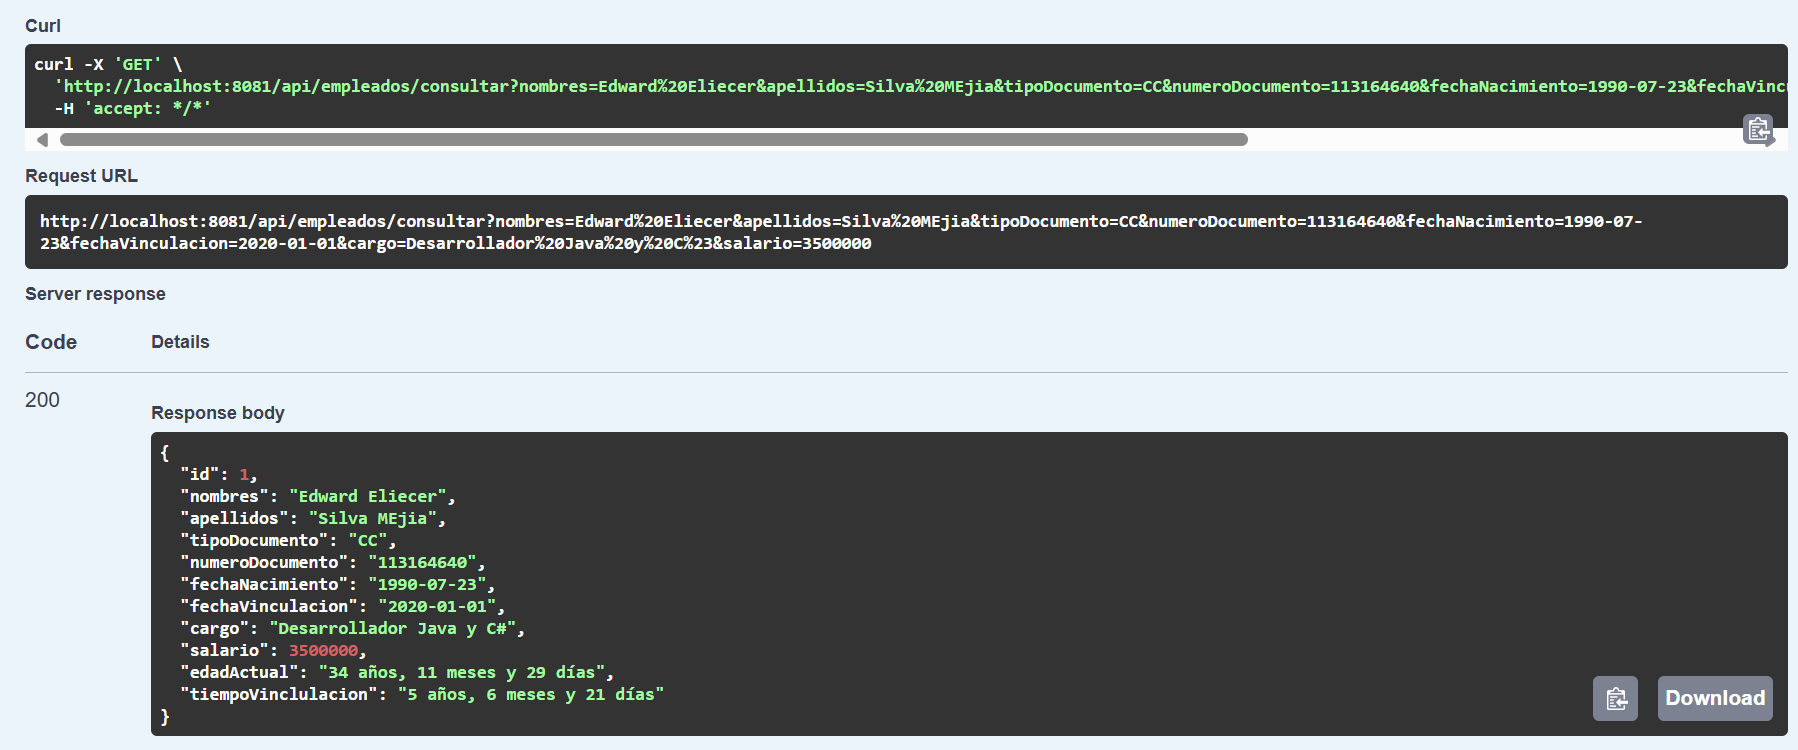 Curl
curl -X 'GET' \
'http://localhost:8081/api/empleados/consultar?nombres=Edward%20Eliecer&apellidos=Silva%20MEjia&tipoDocumento=CC&numeroDocumento=113164640&fechaNacimiento=1990-07-23&fechaVincu
-H 'accept: */*'
Request URL
http://localhost:8081/api/empleados/consultar?nombres=Edward%20Eliecer&apellidos=Silva%20MEjia&tipoDocumento=CC&numeroDocumento=113164640&fechaNacimiento=1990-07-
23&fechaVinculacion=2020-01-01&cargo=Desarrollador%20Java%20y%20C%23&salario=3500000
Server response
Code Details
200
Response body
{
"id": 1,
"nombres": "Edward Eliecer",
"apellidos": "Silva MEjia",
"tipoDocumento": "CC",
"numeroDocumento": "113164640",
"fechaNacimiento": "1990-07-23",
"fechaVinculacion": "2020-01-01",
"cargo": "Desarrollador Java y C#",
"salario": 3500000,
"edadActual": "34 años, 11 meses y 29 días",
"tiempoVinclulacion": "5 años, 6 meses y 21 días"
}
Download